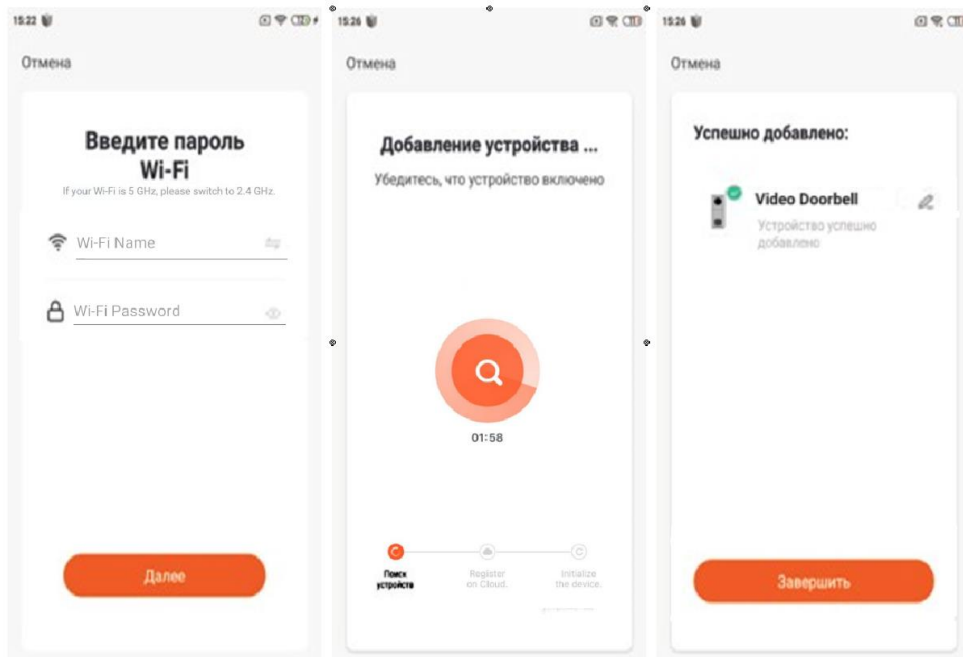 15:22
Отмена
Введите пароль
Wi-Fi
If your Wi-Fi is 5 GHz, please switch to 2.4 GHz.
Wi-Fi Name
Wi-Fi Password
Далее
15:26
Отмена
Добавление устройства ...
Убедитесь, что устройство включено
01:58
Поиск
устройств
Register
on Cloud.
Initialize
the device.
15:26
Отмена
Успешно добавлено:
Video Doorbell
Устройство успешно
добавлено
Завершить